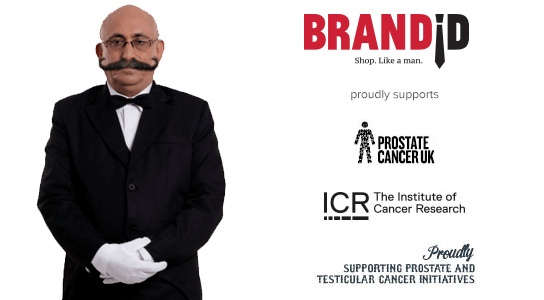 BRANDiD
Shop. Like a man.
proudly supports
PROSTATE
CANCER UK
ICR The Institute of
Cancer Research
Proudly
SUPPORTING PROSTATE AND
TESTICULAR CANCER INITIATIVES